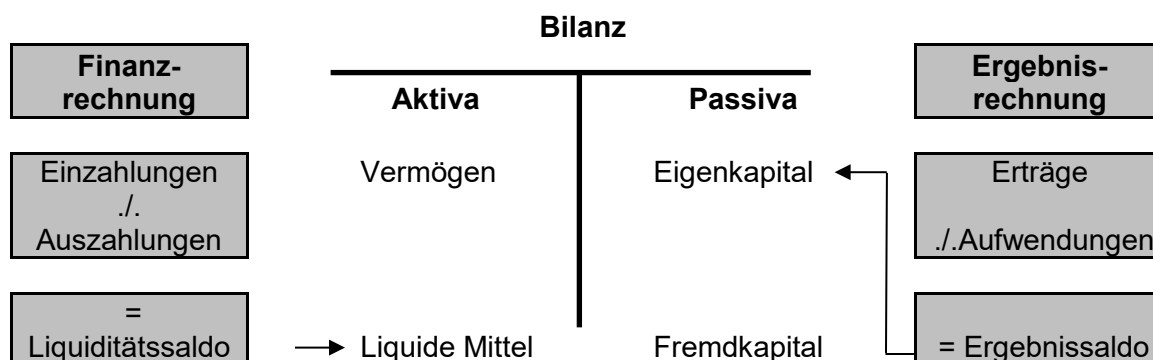 Bilanz
Finanz-
rechnung
Aktiva
Passiva
Ergebnis-
rechnung
Einzahlungen
./.
Auszahlungen
Vermögen
Eigenkapital
Erträge
./.Aufwendungen
=
Liquiditätssaldo
Liquide Mittel
Fremdkapital
= Ergebnissaldo